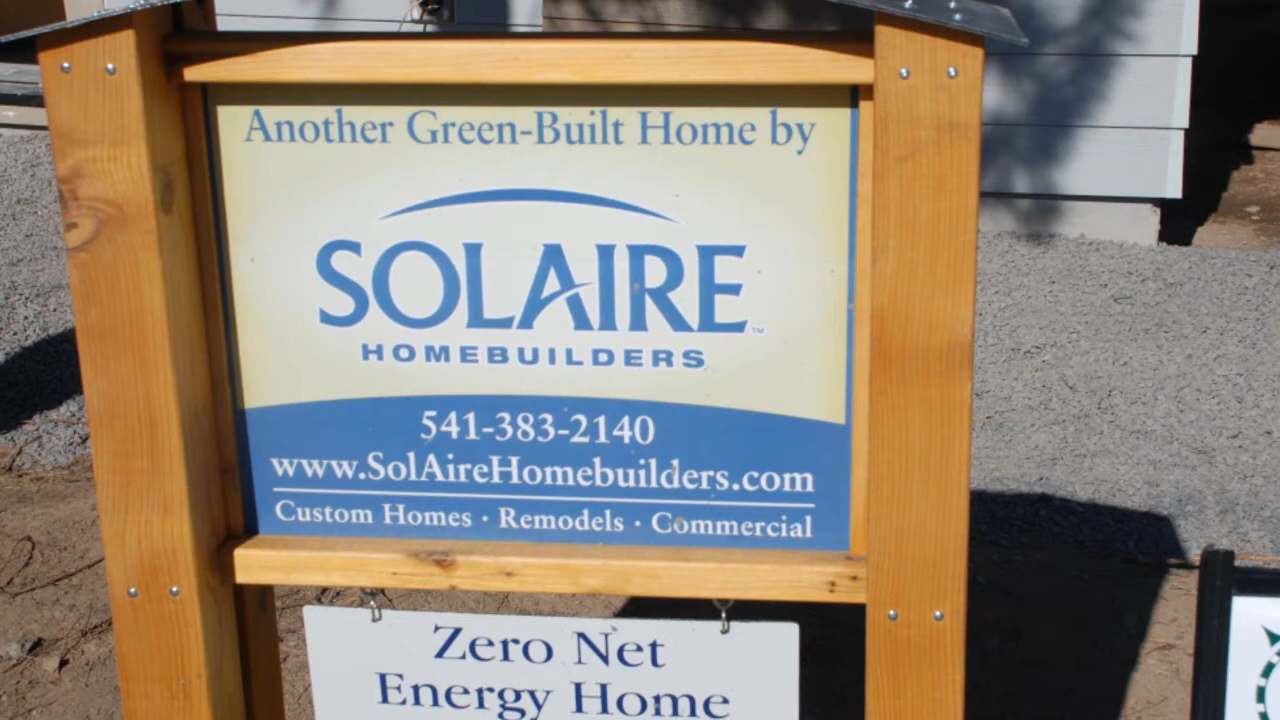 Another Green-Built Home by
SOLAIRE™
HOMEBUILDERS
541-383-2140
www.SolAireHomebuilders.com
Custom Homes · Remodels · Commercial
Zero Net
Energy Home